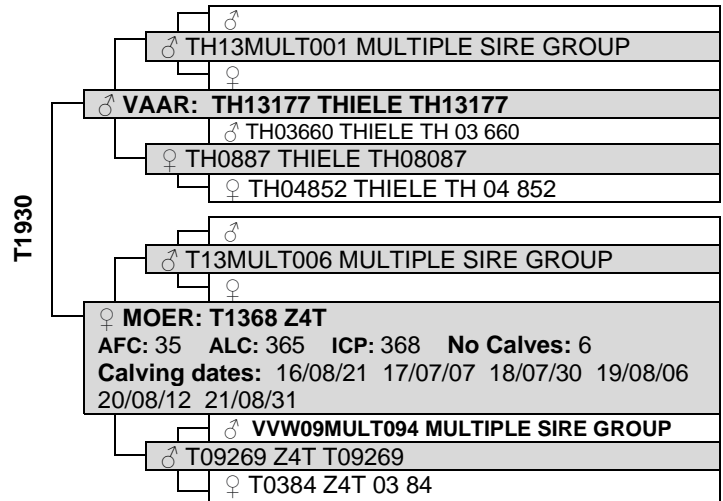 T1930
♂
♂ TH13MULT001 MULTIPLE SIRE GROUP
♀
♂ VAAR: TH13177 THIELE TH13177
♂ TH03660 THIELE TH 03 660
♀ TH0887 THIELE TH08087
♀ TH04852 THIELE TH 04 852
♂
♂ T13MULT006 MULTIPLE SIRE GROUP
♀
♀ MOER: T1368 Z4T
AFC: 35 ALC: 365 ICP: 368 No Calves: 6
Calving dates: 16/08/21 17/07/07 18/07/30 19/08/06
20/08/12 21/08/31
♂ VVW09MULT094 MULTIPLE SIRE GROUP
♂ T09269 Z4T T09269
♀ T0384 Z4T 03 84